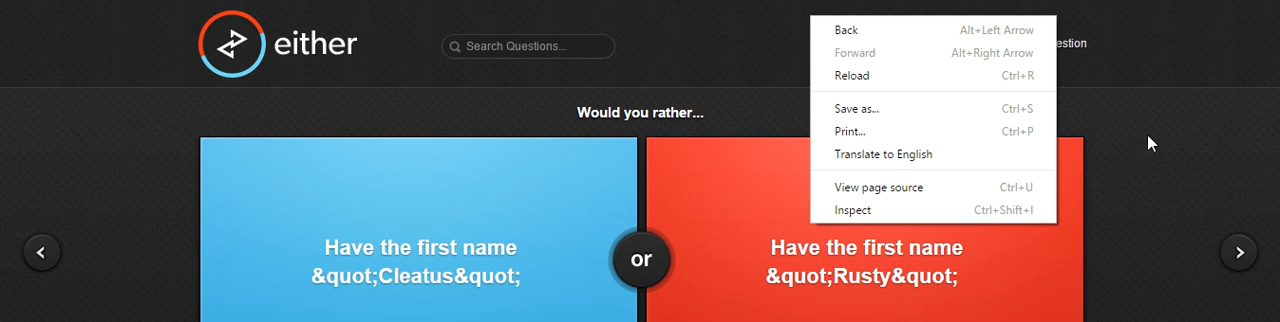 either
Search Questions...
estion
Back Alt+Left Arrow
Forward Alt+Right Arrow
Reload Ctrl+R
Save as... Ctrl+S
Print... Ctrl+P
Translate to English
View page source Ctrl+U
Inspect Ctrl+Shift+I
Would you rather...
Have the first name
&quot;Cleatus&quot;
or
Have the first name
&quot;Rusty&quot;